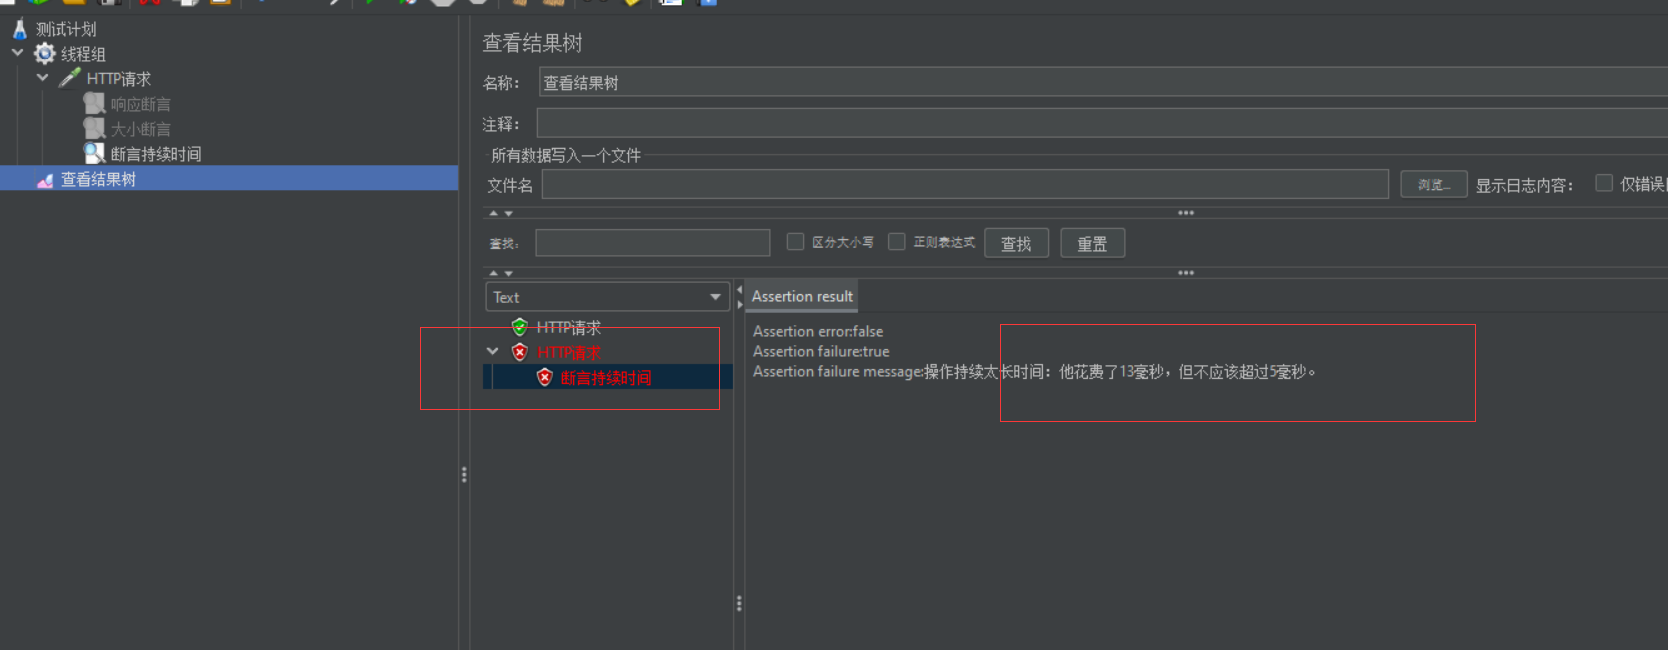 测试计划
线程组
HTTP请求
响应断言
大小断言
断言持续时间
查看结果树
查看结果树
名称： 查看结果树
注释：
所有数据写入一个文件
文件名 浏览... 显示日志内容： 仅错误
查找: 区分大小写 正则表达式 查找 重置
Text
HTTP请求
HTTP请求
断言持续时间
Assertion result
Assertion error:false
Assertion failure:true
Assertion failure message:操作持续太长时间：他花费了13毫秒，但不应该超过5毫秒。